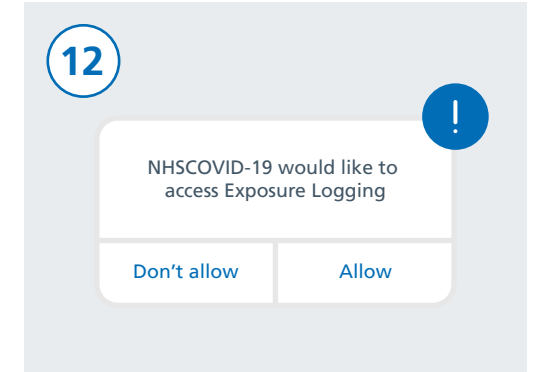 12
!
NHSCOVID-19 would like to
access Exposure Logging
Don't allow
Allow